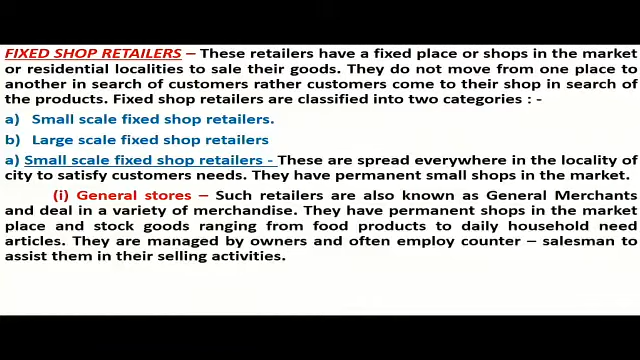 FIXED SHOP RETAILERS – These retailers have a fixed place or shops in the market
or residential localities to sale their goods. They do not move from one place to
another in search of customers rather customers come to their shop in search of
the products. Fixed shop retailers are classified into two categories : -
a) Small scale fixed shop retailers.
b) Large scale fixed shop retailers
a) Small scale fixed shop retailers - These are spread everywhere in the locality of
city to satisfy customers needs. They have permanent small shops in the market.
(i) General stores – Such retailers are also known as General Merchants
and deal in a variety of merchandise. They have permanent shops in the market
place and stock goods ranging from food products to daily household need
articles. They are managed by owners and often employ counter – salesman to
assist them in their selling activities.